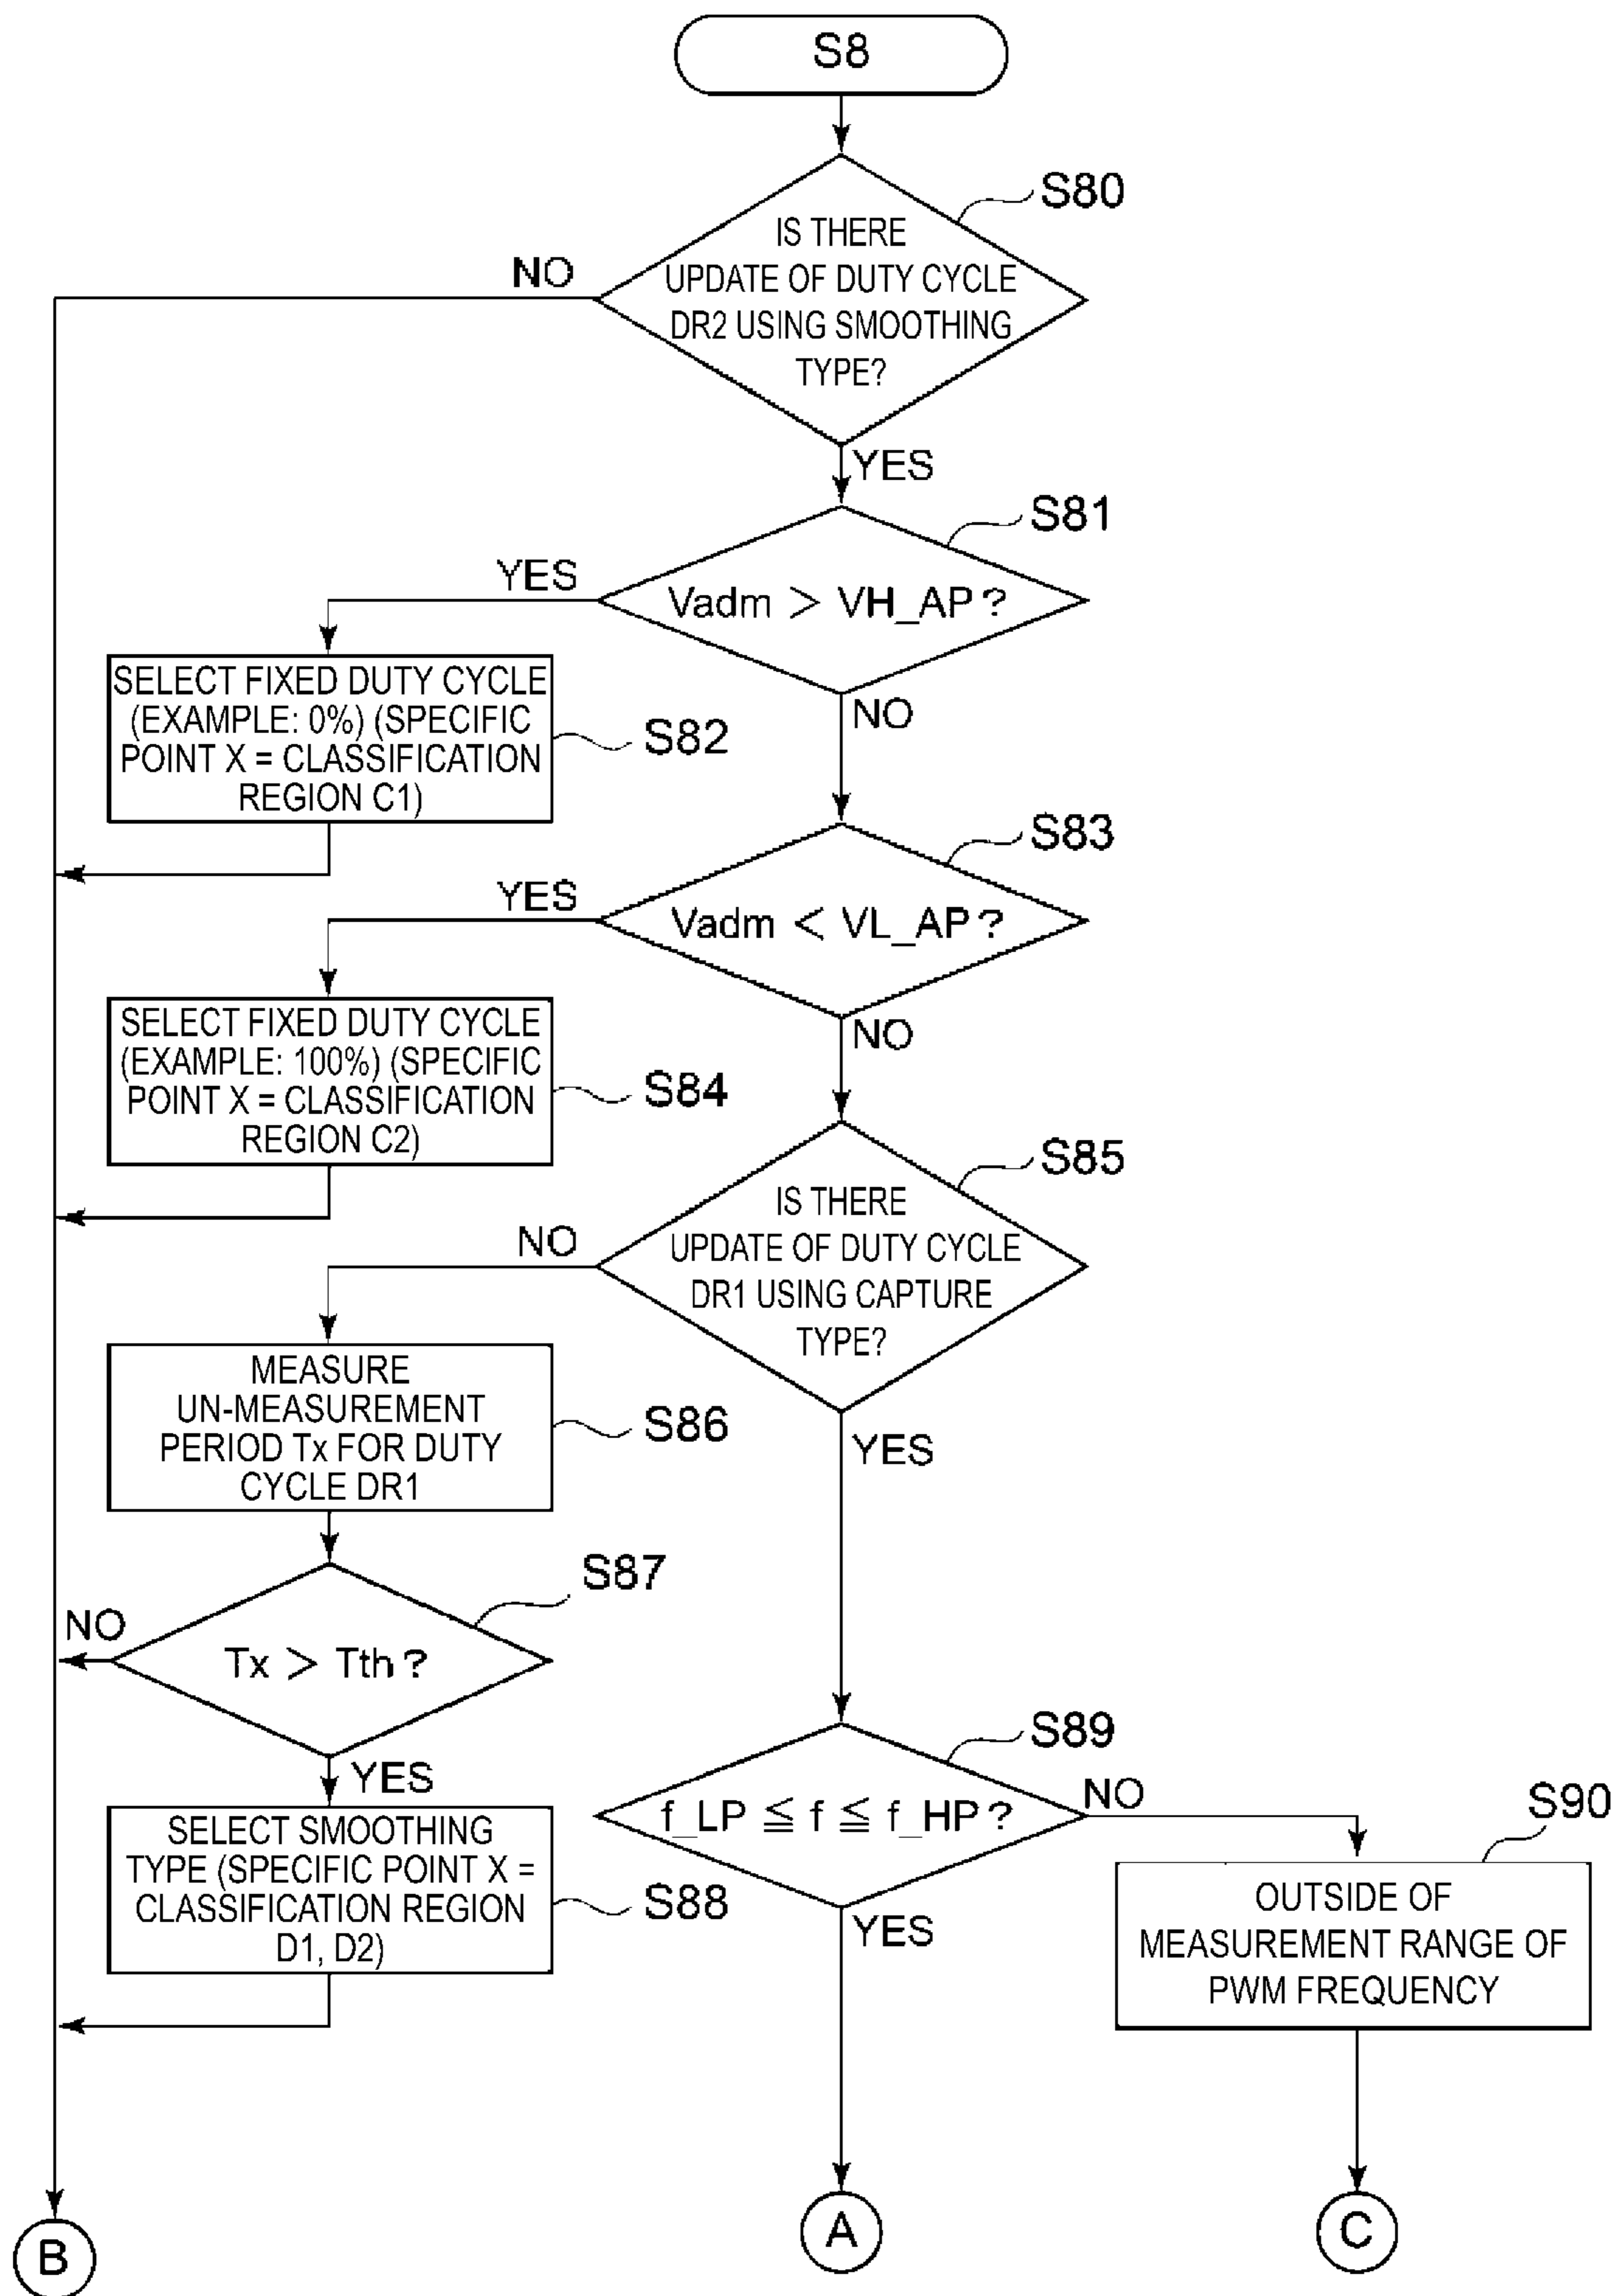 S8
S80
IS THERE
UPDATE OF DUTY CYCLE
DR2 USING SMOOTHING
TYPE?
NO
YES
S81
Vadm > VH_AP?
YES
NO
SELECT FIXED DUTY CYCLE
(EXAMPLE: 0%) (SPECIFIC
POINT X = CLASSIFICATION
REGION C1)
S82
S83
Vadm < VL_AP?
YES
NO
SELECT FIXED DUTY CYCLE
(EXAMPLE: 100%) (SPECIFIC
POINT X = CLASSIFICATION
REGION C2)
S84
S85
IS THERE
UPDATE OF DUTY CYCLE
DR1 USING CAPTURE
TYPE?
NO
YES
MEASURE
UN-MEASUREMENT
PERIOD Tx FOR DUTY
CYCLE DR1
S86
S87
Tx > Tth?
NO
YES
SELECT SMOOTHING
TYPE (SPECIFIC POINT X =
CLASSIFICATION REGION
D1, D2)
S88
S89
f_LP ≦ f ≦ f_HP?
NO
YES
S90
OUTSIDE OF
MEASUREMENT RANGE OF
PWM FREQUENCY
B
A
C